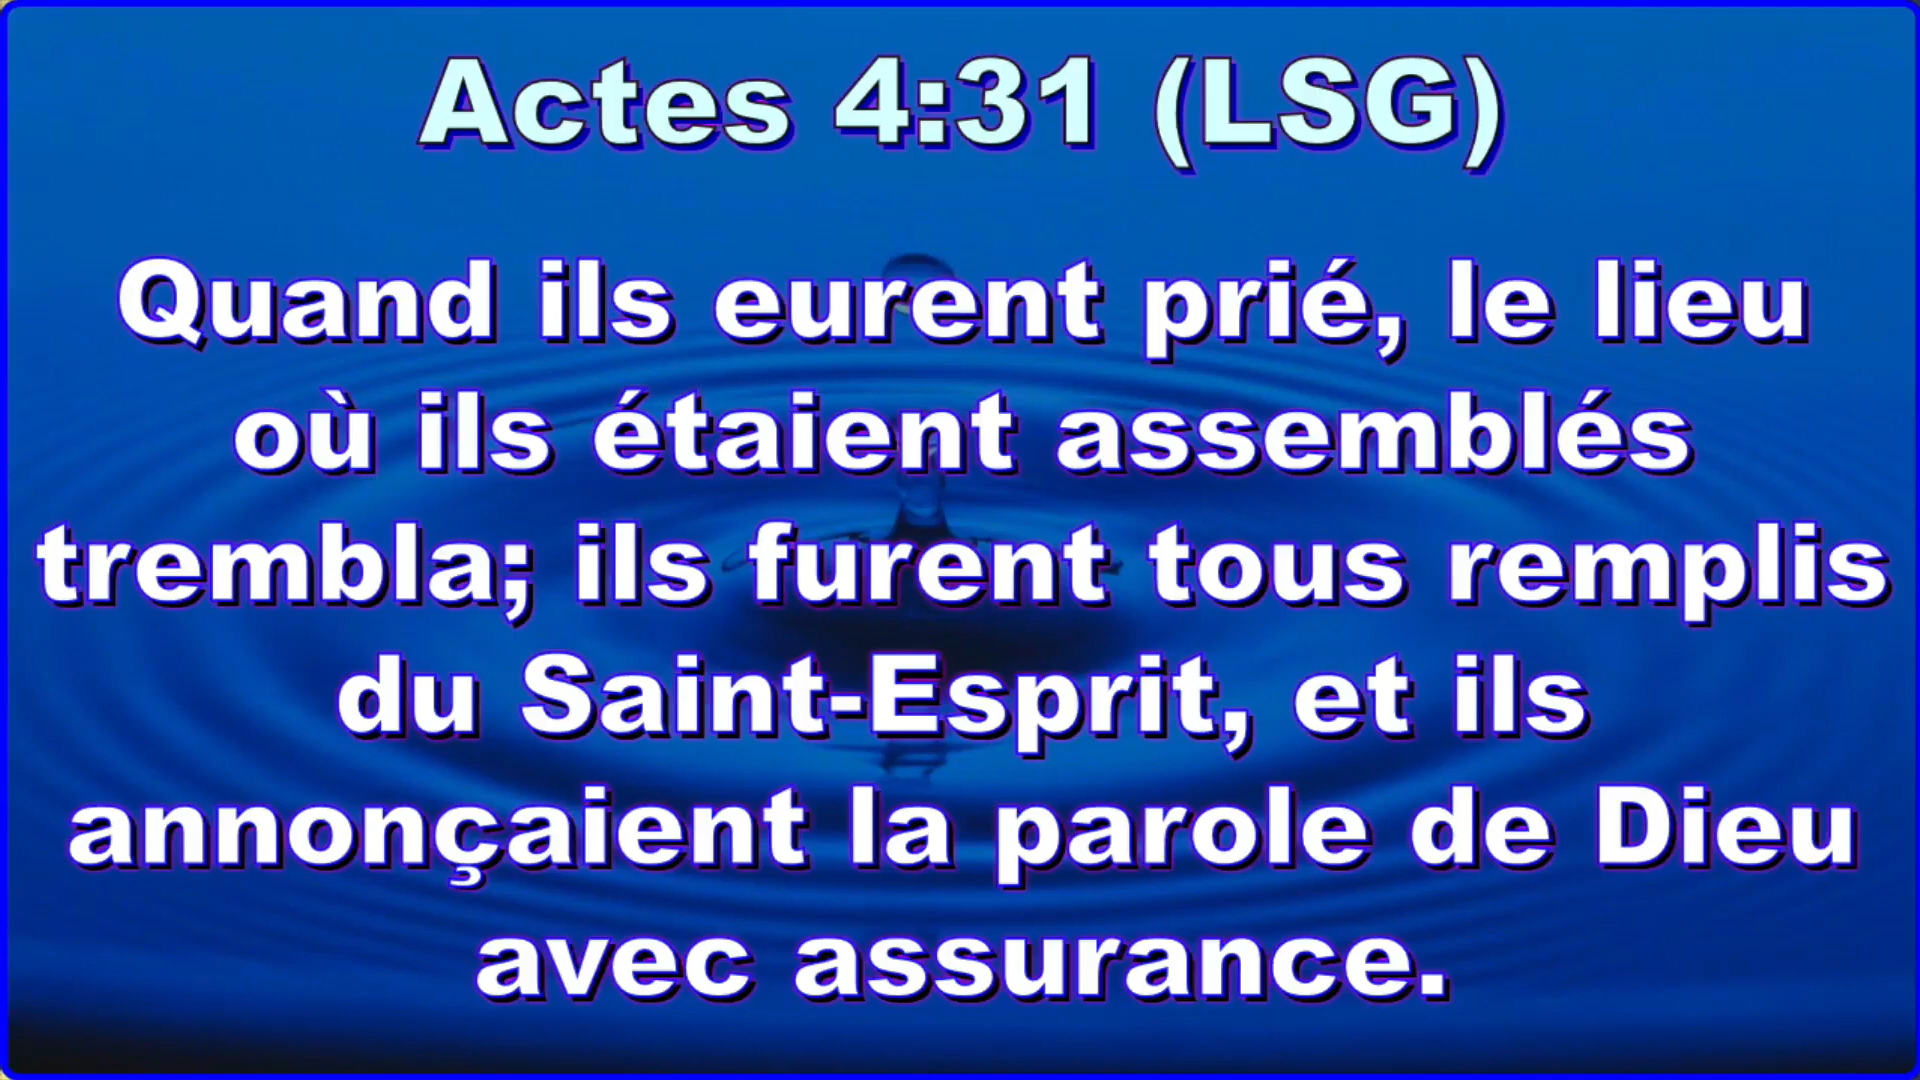 Actes 4:31 (LSG)
Quand ils eurent prié, le lieu
où ils étaient assemblés
trembla; ils furent tous remplis
du Saint-Esprit, et ils
annonçaient la parole de Dieu
avec assurance.